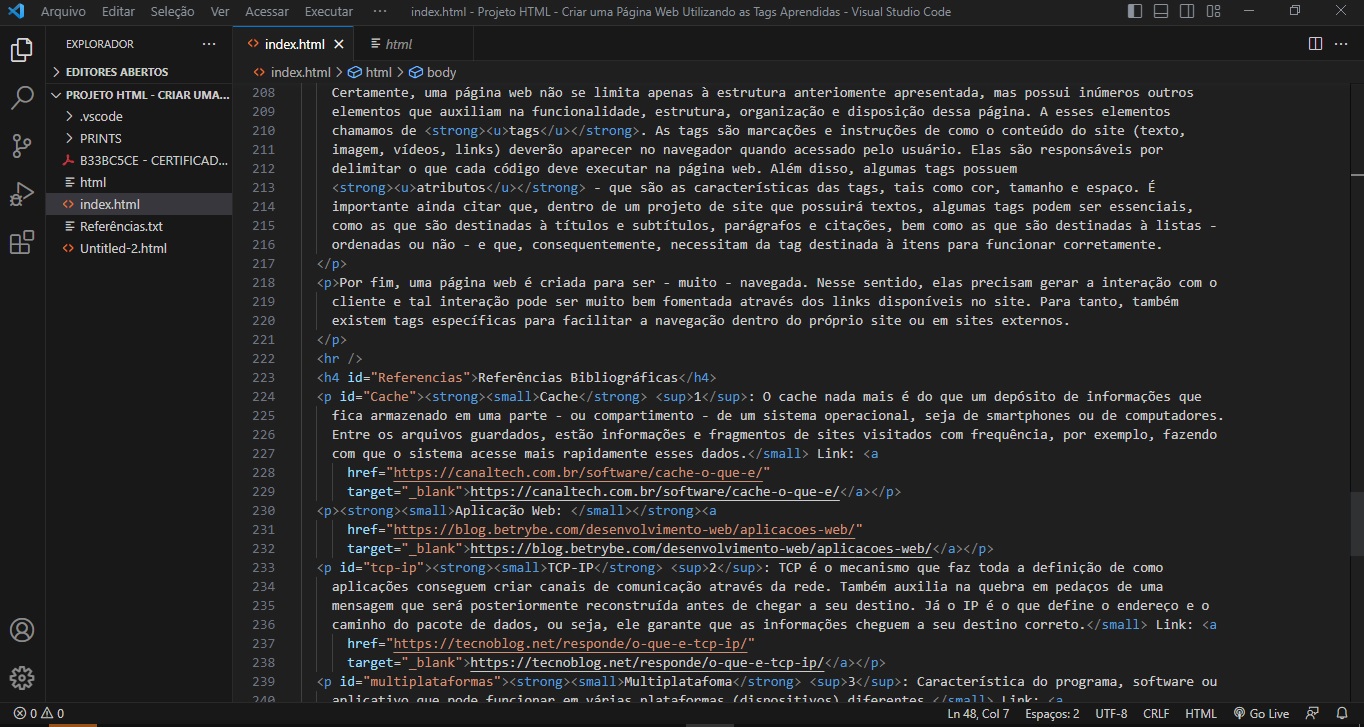 Arquivo Editar Seleção Ver Acessar Executar ··· index.html - Projeto HTML - Criar uma Página Web Utilizando as Tags Aprendidas - Visual Studio Code
EXPLORADOR ···
EDITORES ABERTOS
PROJETO HTML - CRIAR UMA...
.vscode
PRINTS
B33BC5CE - CERTIFICAD...
html
index.html
Referências.txt
Untitled-2.html
index.html html
index.html > html > body
208 Certamente, uma página web não se limita apenas à estrutura anteriomente apresentada, mas possui inúmeros outros
209 elementos que auxiliam na funcionalidade, estrutura, organização e disposição dessa página. A esses elementos
210 chamamos de <strong><u>tags</u></strong>. As tags são marcações e instruções de como o conteúdo do site (texto,
211 imagem, vídeos, links) deverão aparecer no navegador quando acessado pelo usuário. Elas são responsáveis por
212 delimitar o que cada código deve executar na página web. Além disso, algumas tags possuem
213 <strong><u>atributos</u></strong> - que são as características das tags, tais como cor, tamanho e espaço. É
214 importante ainda citar que, dentro de um projeto de site que possuirá textos, algumas tags podem ser essenciais,
215 como as que são destinadas à títulos e subtítulos, parágrafos e citações, bem como as que são destinadas à listas -
216 ordenadas ou não - e que, consequentemente, necessitam da tag destinada à itens para funcionar corretamente.
217 </p>
218 <p>Por fim, uma página web é criada para ser - muito - navegada. Nesse sentido, elas precisam gerar a interação com o
219 cliente e tal interação pode ser muito bem fomentada através dos links disponíveis no site. Para tanto, também
220 existem tags específicas para facilitar a navegação dentro do próprio site ou em sites externos.
221 </p>
222 <hr />
223 <h4 id="Referencias">Referências Bibliográficas</h4>
224 <p id="Cache"><strong><small>Cache</strong> <sup>1</sup>: O cache nada mais é do que um depósito de informações que
225 fica armazenado em uma parte - ou compartimento - de um sistema operacional, seja de smartphones ou de computadores.
226 Entre os arquivos guardados, estão informações e fragmentos de sites visitados com frequência, por exemplo, fazendo
227 com que o sistema acesse mais rapidamente esses dados.</small> Link: <a
228 href="https://canaltech.com.br/software/cache-o-que-e/"
229 target="_blank">https://canaltech.com.br/software/cache-o-que-e/</a></p>
230 <p><strong><small>Aplicação Web: </small></strong><a
231 href="https://blog.betrybe.com/desenvolvimento-web/aplicacoes-web/"
232 target="_blank">https://blog.betrybe.com/desenvolvimento-web/aplicacoes-web/</a></p>
233 <p id="tcp-ip"><strong><small>TCP-IP</strong> <sup>2</sup>: TCP é o mecanismo que faz toda a definição de como
234 aplicações conseguem criar canais de comunicação através da rede. Também auxilia na quebra em pedaços de uma
235 mensagem que será posteriormente reconstruída antes de chegar a seu destino. Já o IP é o que define o endereço e o
236 caminho do pacote de dados, ou seja, ele garante que as informações cheguem a seu destino correto.</small> Link: <a
237 href="https://tecnoblog.net/responde/o-que-e-tcp-ip/"
238 target="_blank">https://tecnoblog.net/responde/o-que-e-tcp-ip/</a></p>
239 <p id="multiplataformas"><strong><small>Multiplatafoma</strong> <sup>3</sup>: Característica do programa, software ou
240 aplicativo que pode funcionar em várias plataformas (dispositivos) diferentes.</small> Link: <a
0 0 Ln 48, Col 7 Espaços: 2 UTF-8 CRLF HTML Go Live